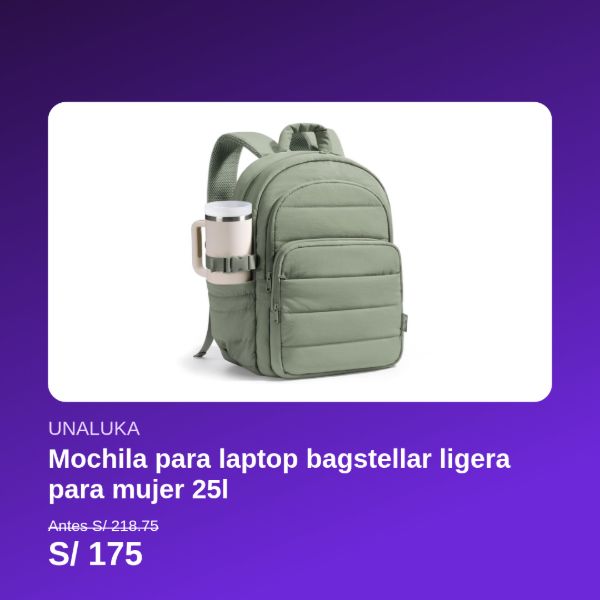 UNALUKA
Mochila para laptop bagstellar ligera
para mujer 25l
Antes S/ 218.75
S/ 175